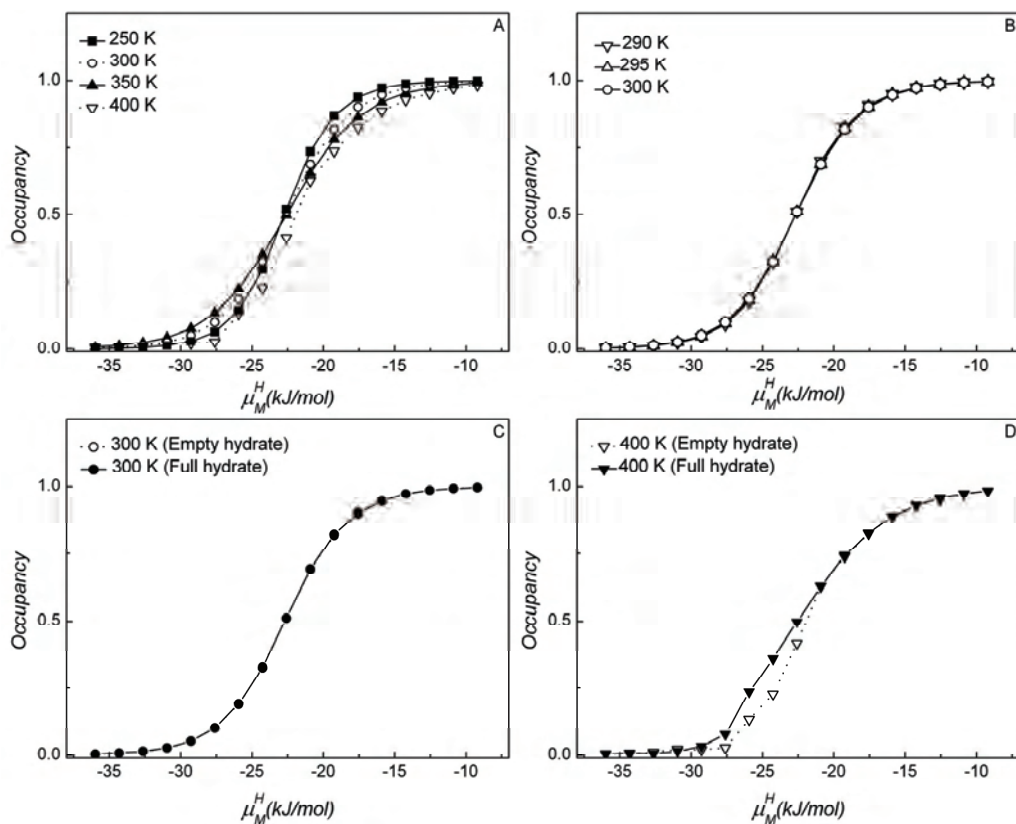 A
250 K
300 K
350 K
400 K
1.0
0.5
0.0
Occupancy
-35 -30 -25 -20 -15 -10
μ_M^H (kJ/mol)
B
290 K
295 K
300 K
1.0
0.5
0.0
Occupancy
-35 -30 -25 -20 -15 -10
μ_M^H (kJ/mol)
C
300 K (Empty hydrate)
300 K (Full hydrate)
1.0
0.5
0.0
Occupancy
-35 -30 -25 -20 -15 -10
μ_M^H (kJ/mol)
D
400 K (Empty hydrate)
400 K (Full hydrate)
1.0
0.5
0.0
Occupancy
-35 -30 -25 -20 -15 -10
μ_M^H (kJ/mol)